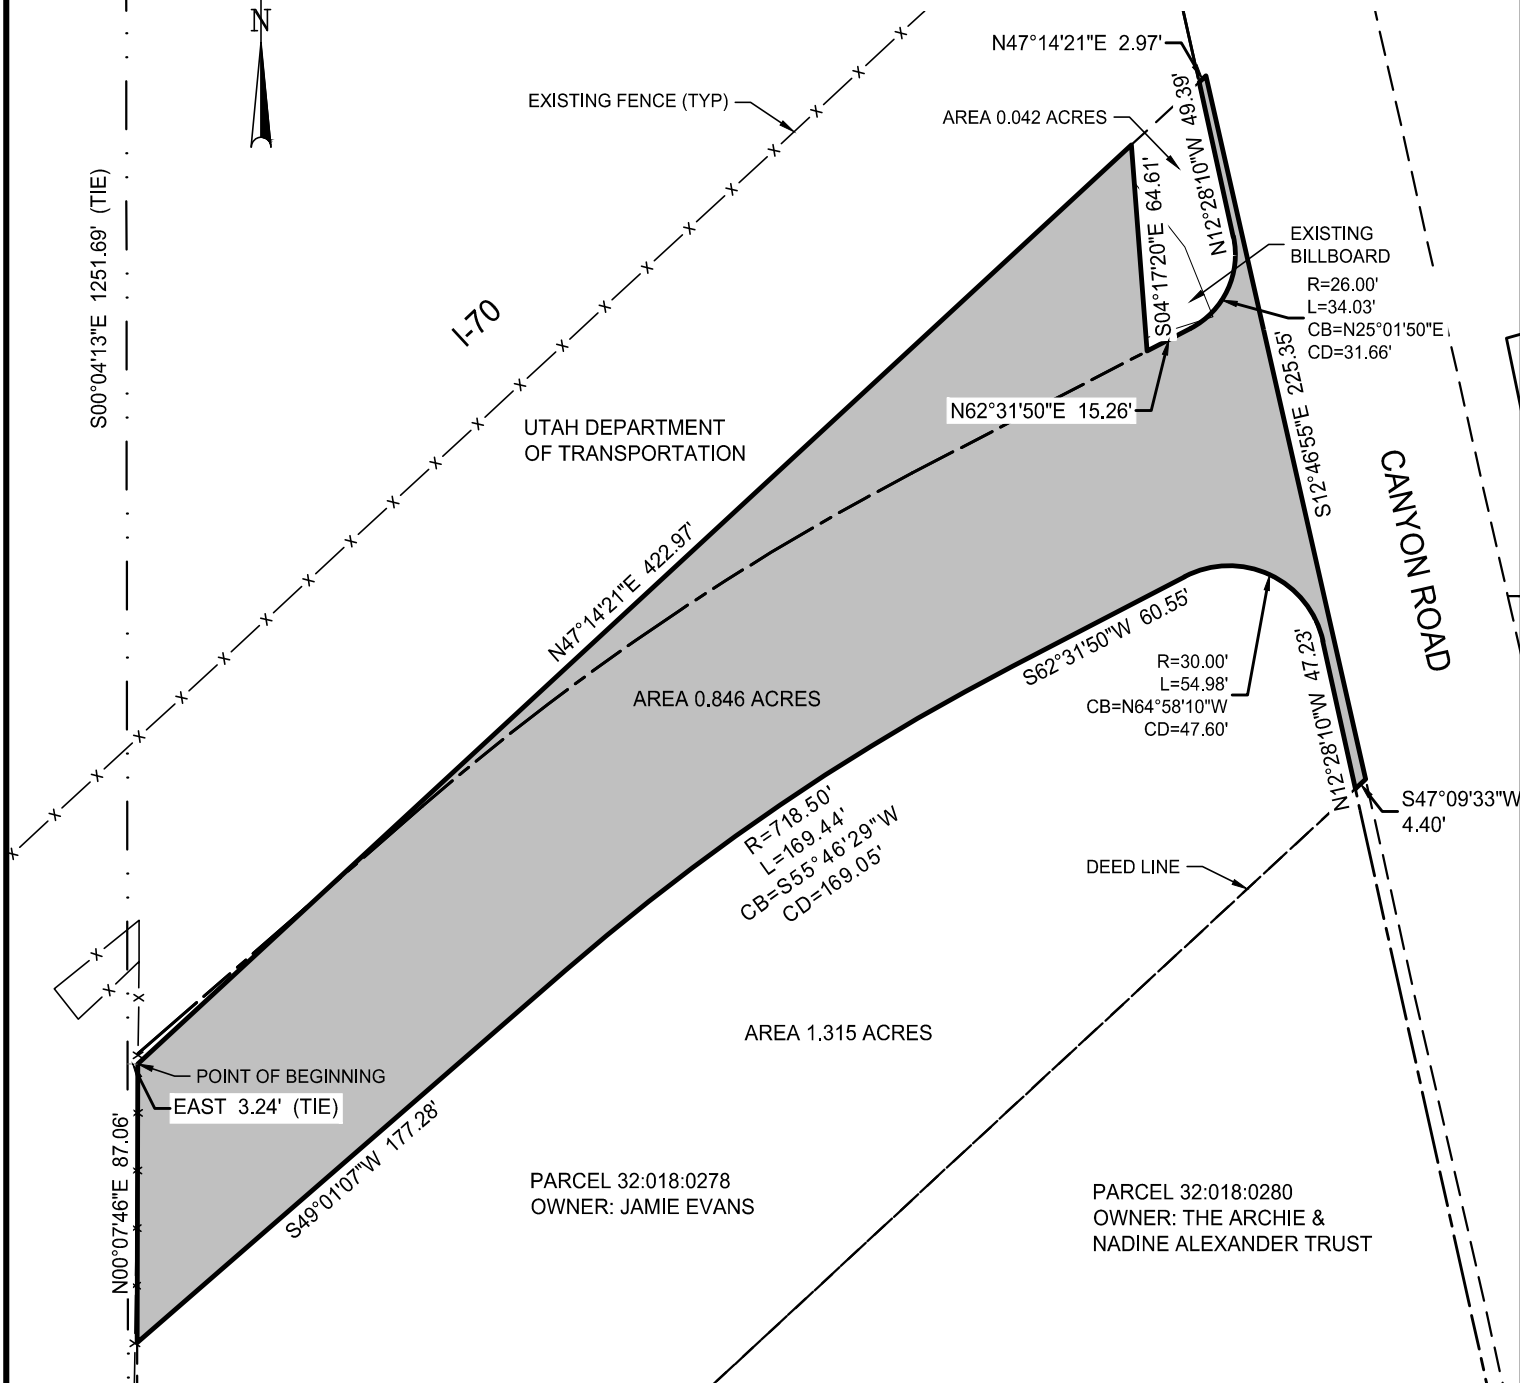 N
N47°14'21"E 2.97'
EXISTING FENCE (TYP)
AREA 0.042 ACRES
N12°28'10"W 49.39'
S04°17'20"E 64.61'
S00°04'13"E 1251.69' (TIE)
EXISTING
BILLBOARD
R=26.00'
L=34.03'
CB=N25°01'50"E
CD=31.66'
I-70
S12°46'55"E 225.35'
N62°31'50"E 15.26'
UTAH DEPARTMENT
OF TRANSPORTATION
CANYON ROAD
N47°14'21"E 422.97'
S62°31'50"W 60.55'
R=30.00'
L=54.98'
CB=N64°58'10"W
CD=47.60'
N12°28'10"W 47.23'
AREA 0.846 ACRES
S47°09'33"W
4.40'
R=718.50'
L=169.44'
CB=S55°46'29"W
CD=169.05'
DEED LINE
AREA 1.315 ACRES
POINT OF BEGINNING
EAST 3.24' (TIE)
N00°07'46"E 87.06'
S49°01'07"W 177.28'
PARCEL 32:018:0278
OWNER: JAMIE EVANS
PARCEL 32:018:0280
OWNER: THE ARCHIE &
NADINE ALEXANDER TRUST